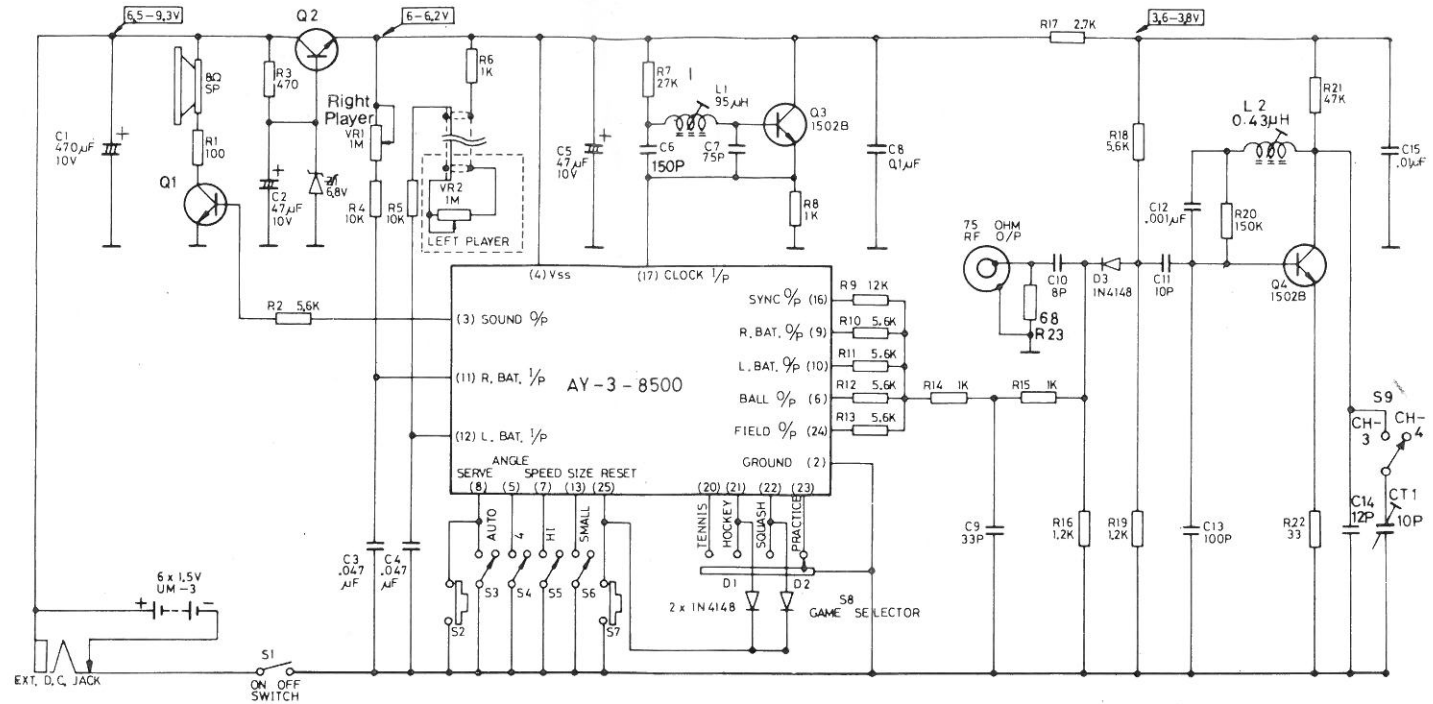 6,5-9,3V
Q2
6-6,2V
R17 2,7K
3,6-3,8V
8Ω
SP
R3
470
R6
1K
R7
27K
L1
95μH
Q3
1502B
R21
47K
L 2
0.43μH
Right
Player
VR1
1M
C1
470μF
10V
R1
100
Q1
C2
47μF
10V
6,8V
R4
10K
R5
10K
VR2
1M
LEFT PLAYER
C5
47μF
10V
C6
150P
C7
75P
R8
1K
C8
0,1μF
R18
5,6K
C15
.01μF
C12
.001μF
R20
150K
75 OHM
RF O/P
C10
8P
D3
1N4148
C11
10P
Q4
1502B
68
R23
(4) Vss
(17) CLOCK I/P
R2 5,6K
(3) SOUND O/P
(11) R. BAT. I/P
(12) L. BAT. I/P
AY-3-8500
SYNC O/P (16)
R. BAT. O/P (9)
L. BAT. O/P (10)
BALL O/P (6)
FIELD O/P (24)
GROUND (2)
R9 12K
R10 5.6K
R11 5.6K
R12 5.6K
R13 5.6K
R14 1K
R15 1K
ANGLE
SERVE SPEED SIZE RESET
(8) (5) (7) (13) (25)
(20) (21) (22) (23)
AUTO
4
HI
SMALL
TENNIS
HOCKEY
SQUASH
PRACTICE
S9
CH-
3
CH-
4
C3
.047
μF
C4
.047
μF
S2
S3
S4
S5
S6
S7
D1
D2
2 x 1N4148
S8
GAME SELECTOR
C9
33P
R16
1,2K
R19
1,2K
C13
100P
R22
33
C14
12P
CT1
10P
6 x 1,5V
UM-3
+
-
EXT. D.C. JACK
S1
ON OFF
SWITCH